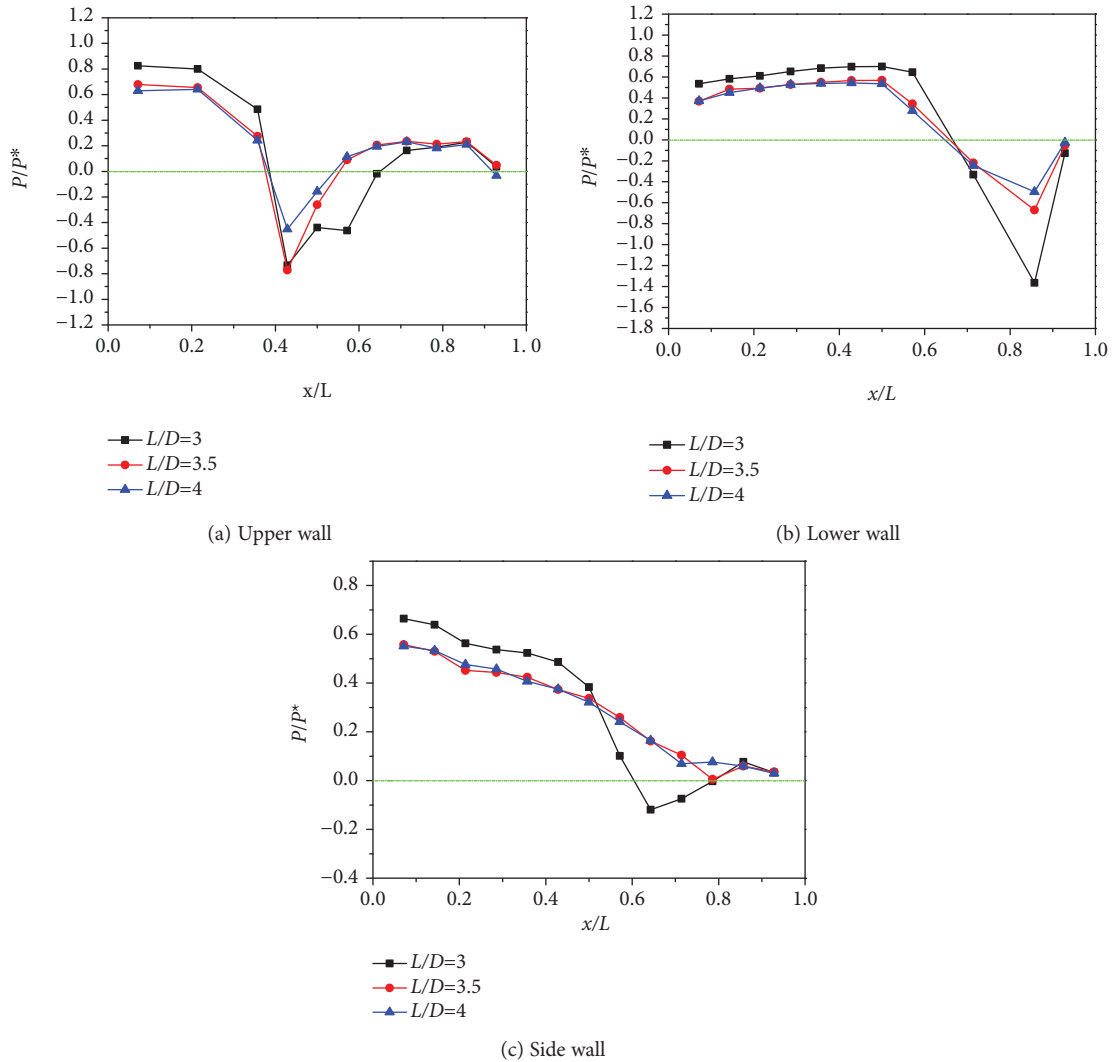 1.2
1.0
0.8
0.6
0.4
0.2
0.0
−0.2
−0.4
−0.6
−0.8
−1.0
−1.2
P/P*
0.0 0.2 0.4 0.6 0.8 1.0
x/L
L/D=3
L/D=3.5
L/D=4
(a) Upper wall
1.2
1.0
0.8
0.6
0.4
0.2
0.0
−0.2
−0.4
−0.6
−0.8
−1.0
−1.2
−1.4
−1.6
−1.8
P/P*
0.0 0.2 0.4 0.6 0.8 1.0
x/L
L/D=3
L/D=3.5
L/D=4
(b) Lower wall
0.8
0.6
0.4
0.2
0.0
−0.2
−0.4
P/P*
0.0 0.2 0.4 0.6 0.8 1.0
x/L
L/D=3
L/D=3.5
L/D=4
(c) Side wall